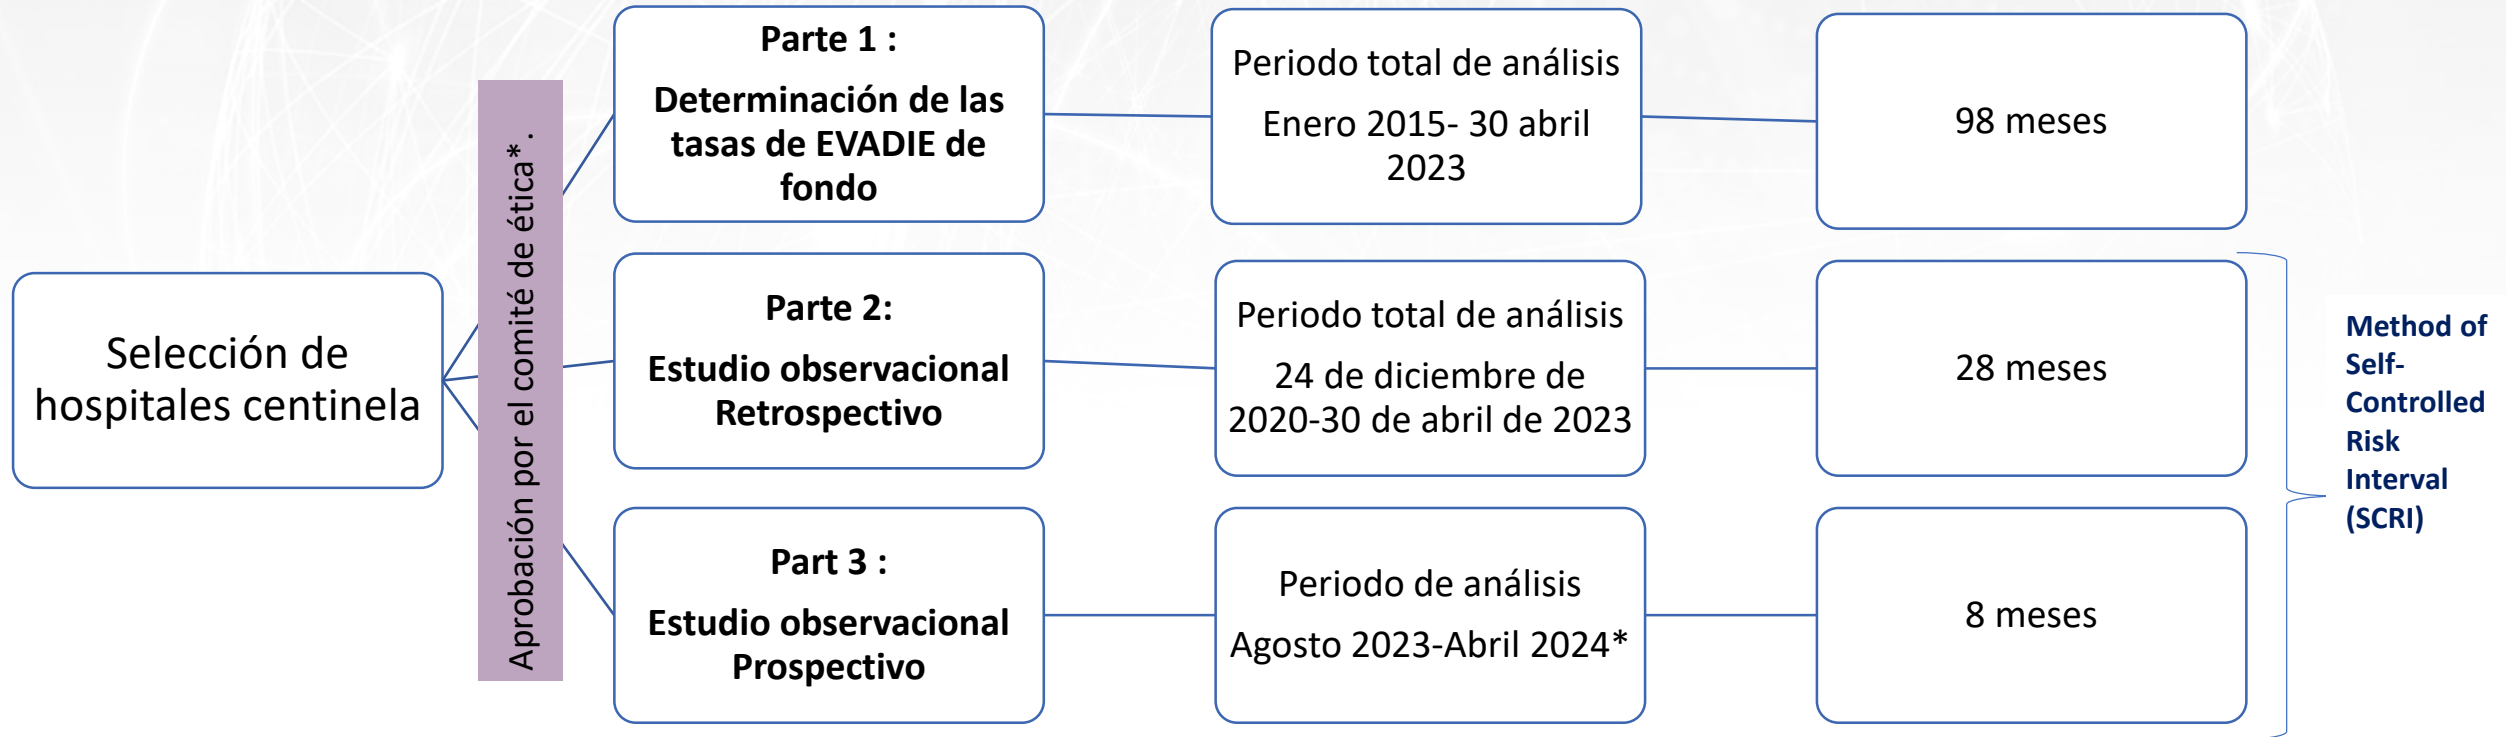 Selección de
hospitales centinela
Aprobación por el comité de ética*.
Parte 1 :
Determinación de las
tasas de EVADIE de
fondo
Periodo total de análisis
Enero 2015- 30 abril
2023
98 meses
Parte 2:
Estudio observacional
Retrospectivo
Periodo total de análisis
24 de diciembre de
2020-30 de abril de 2023
28 meses
Part 3 :
Estudio observacional
Prospectivo
Periodo de análisis
Agosto 2023-Abril 2024*
8 meses
Method of
Self-
Controlled
Risk
Interval
(SCRI)